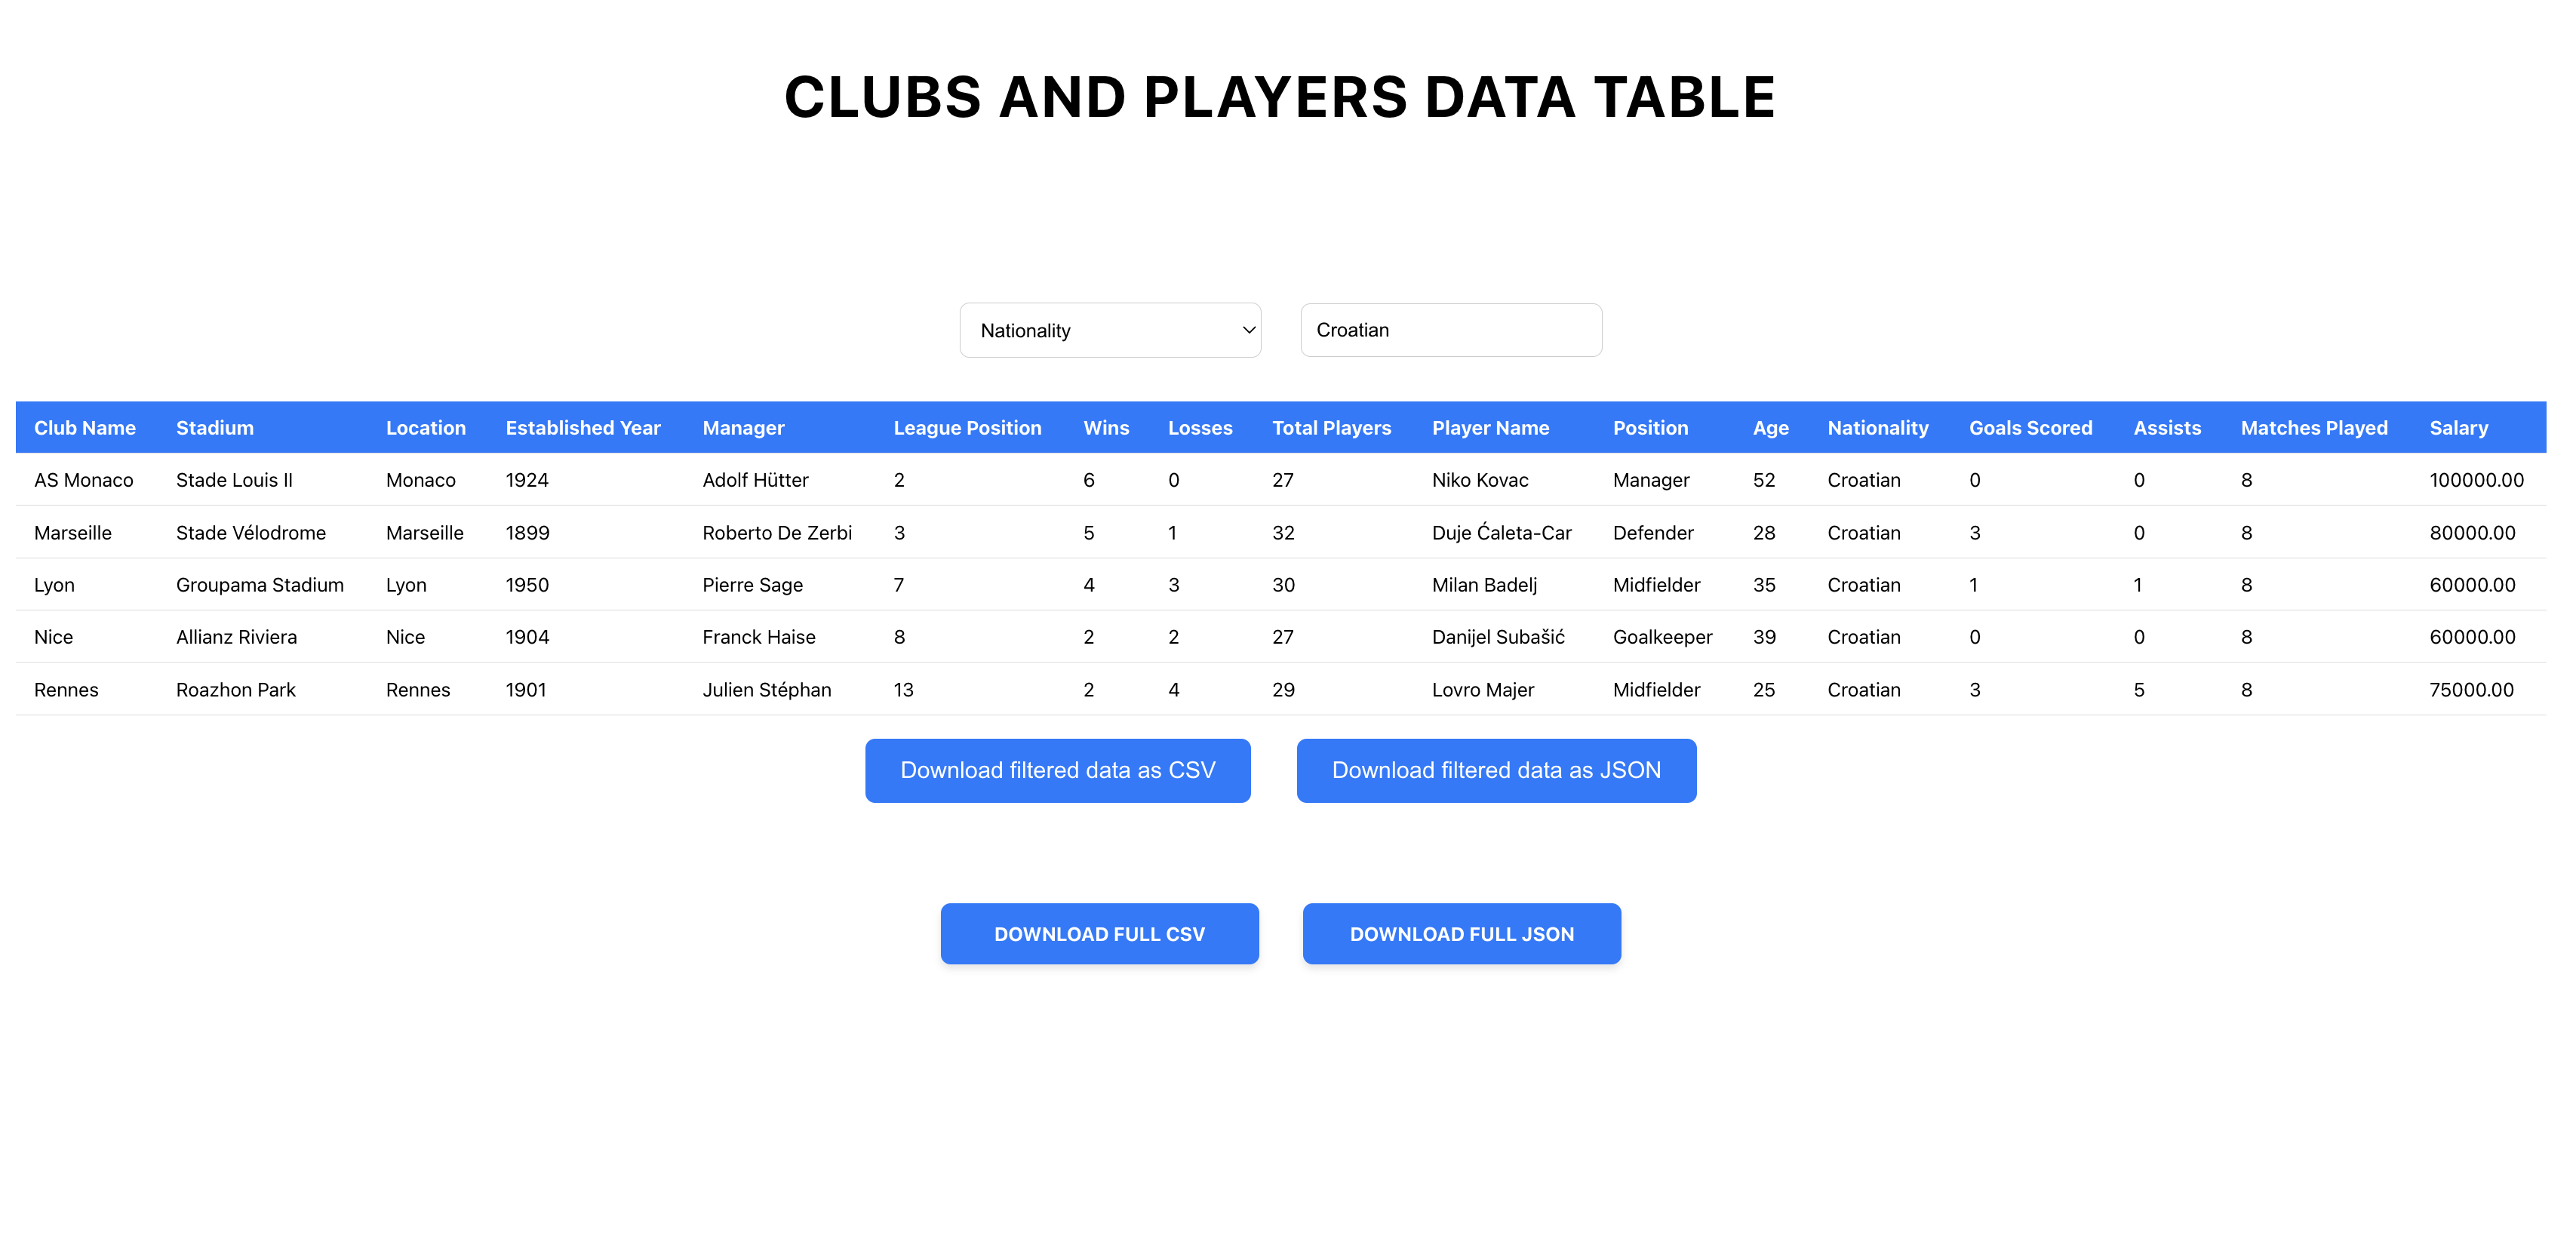 CLUBS AND PLAYERS DATA TABLE
Nationality Croatian
Club Name Stadium Location Established Year Manager League Position Wins Losses Total Players Player Name Position Age Nationality Goals Scored Assists Matches Played Salary
AS Monaco Stade Louis II Monaco 1924 Adolf Hütter 2 6 0 27 Niko Kovac Manager 52 Croatian 0 0 8 100000.00
Marseille Stade Vélodrome Marseille 1899 Roberto De Zerbi 3 5 1 32 Duje Ćaleta-Car Defender 28 Croatian 3 0 8 80000.00
Lyon Groupama Stadium Lyon 1950 Pierre Sage 7 4 3 30 Milan Badelj Midfielder 35 Croatian 1 1 8 60000.00
Nice Allianz Riviera Nice 1904 Franck Haise 8 2 2 27 Danijel Subašić Goalkeeper 39 Croatian 0 0 8 60000.00
Rennes Roazhon Park Rennes 1901 Julien Stéphan 13 2 4 29 Lovro Majer Midfielder 25 Croatian 3 5 8 75000.00
Download filtered data as CSV Download filtered data as JSON
DOWNLOAD FULL CSV DOWNLOAD FULL JSON